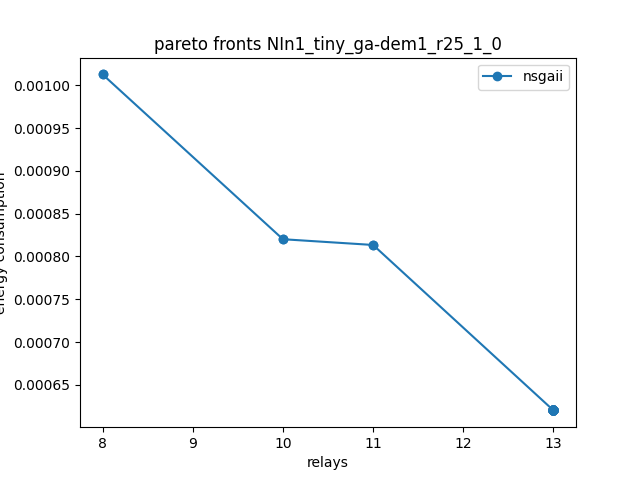 pareto fronts NIn1_tiny_ga-dem1_r25_1_0
nsgaii
0.00100
0.00095
0.00090
0.00085
0.00080
0.00075
0.00070
0.00065
energy consumption
8 9 10 11 12 13
relays